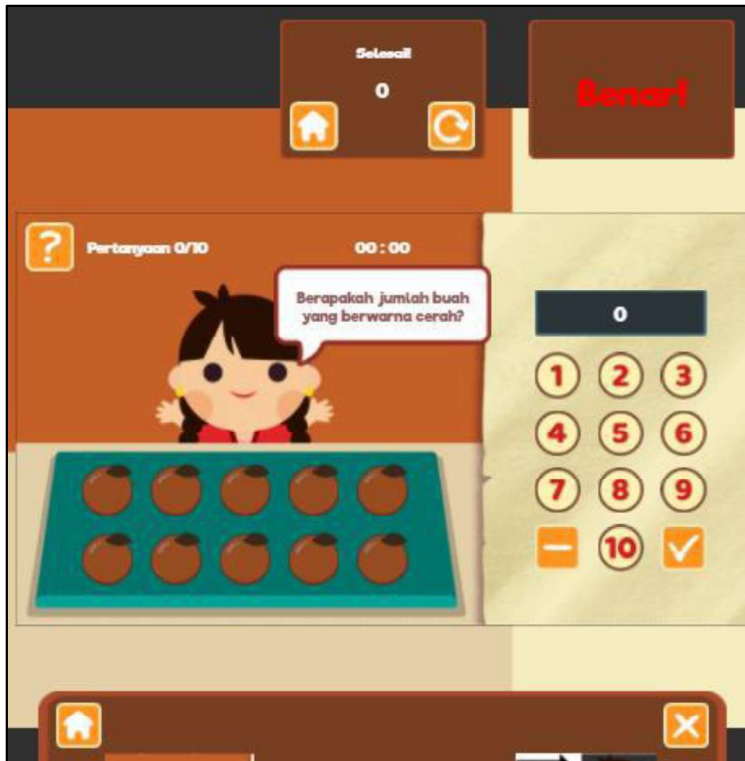 Selesai!
0
Benar!
?
Pertanyaan 0/10
00:00
Berapakah jumlah buah
yang berwarna cerah?
0
1 2 3
4 5 6
7 8 9
10